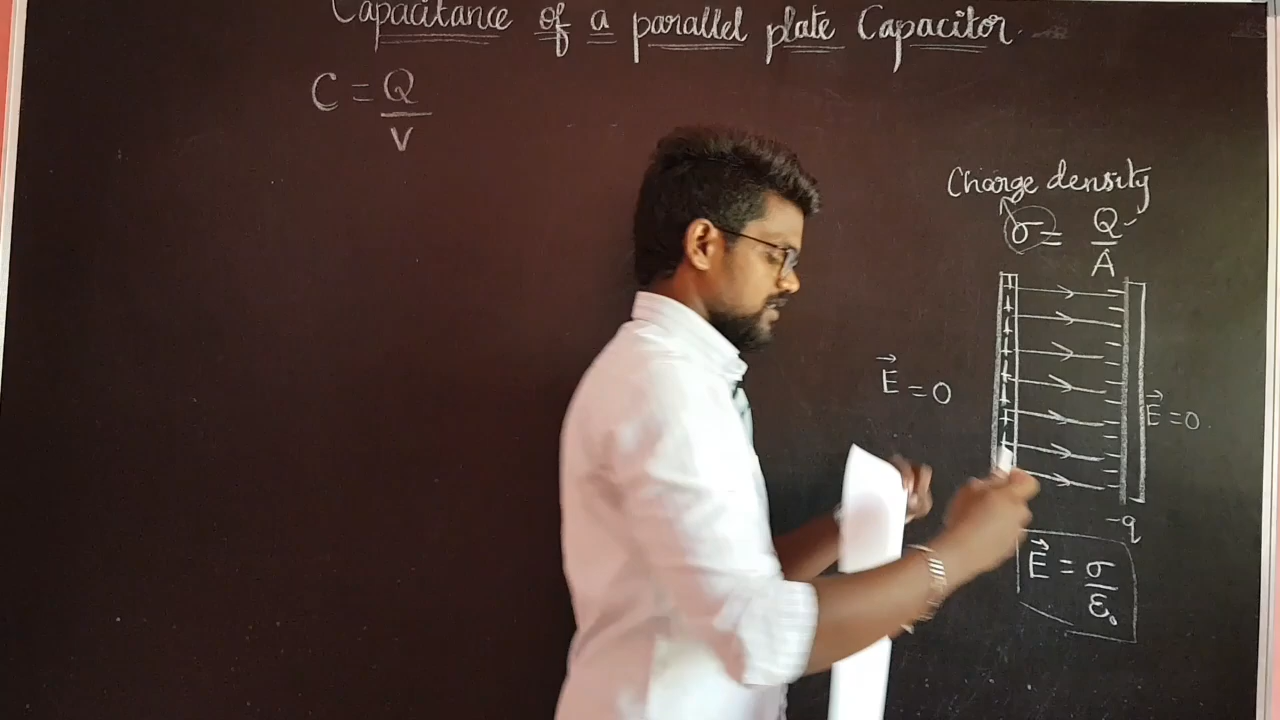 Capacitance of a parallel plate Capacitor.
C = Q
V
Charge density
σ = Q
A
E⃗ = 0
E⃗ = 0.
-q
E⃗ = σ
ε₀